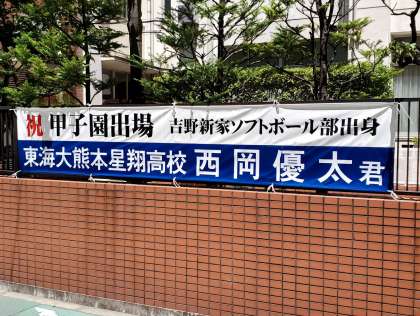 祝 甲子園出場 吉野新家ソフトボール部出身
東海大熊本星翔高校 西岡優太君